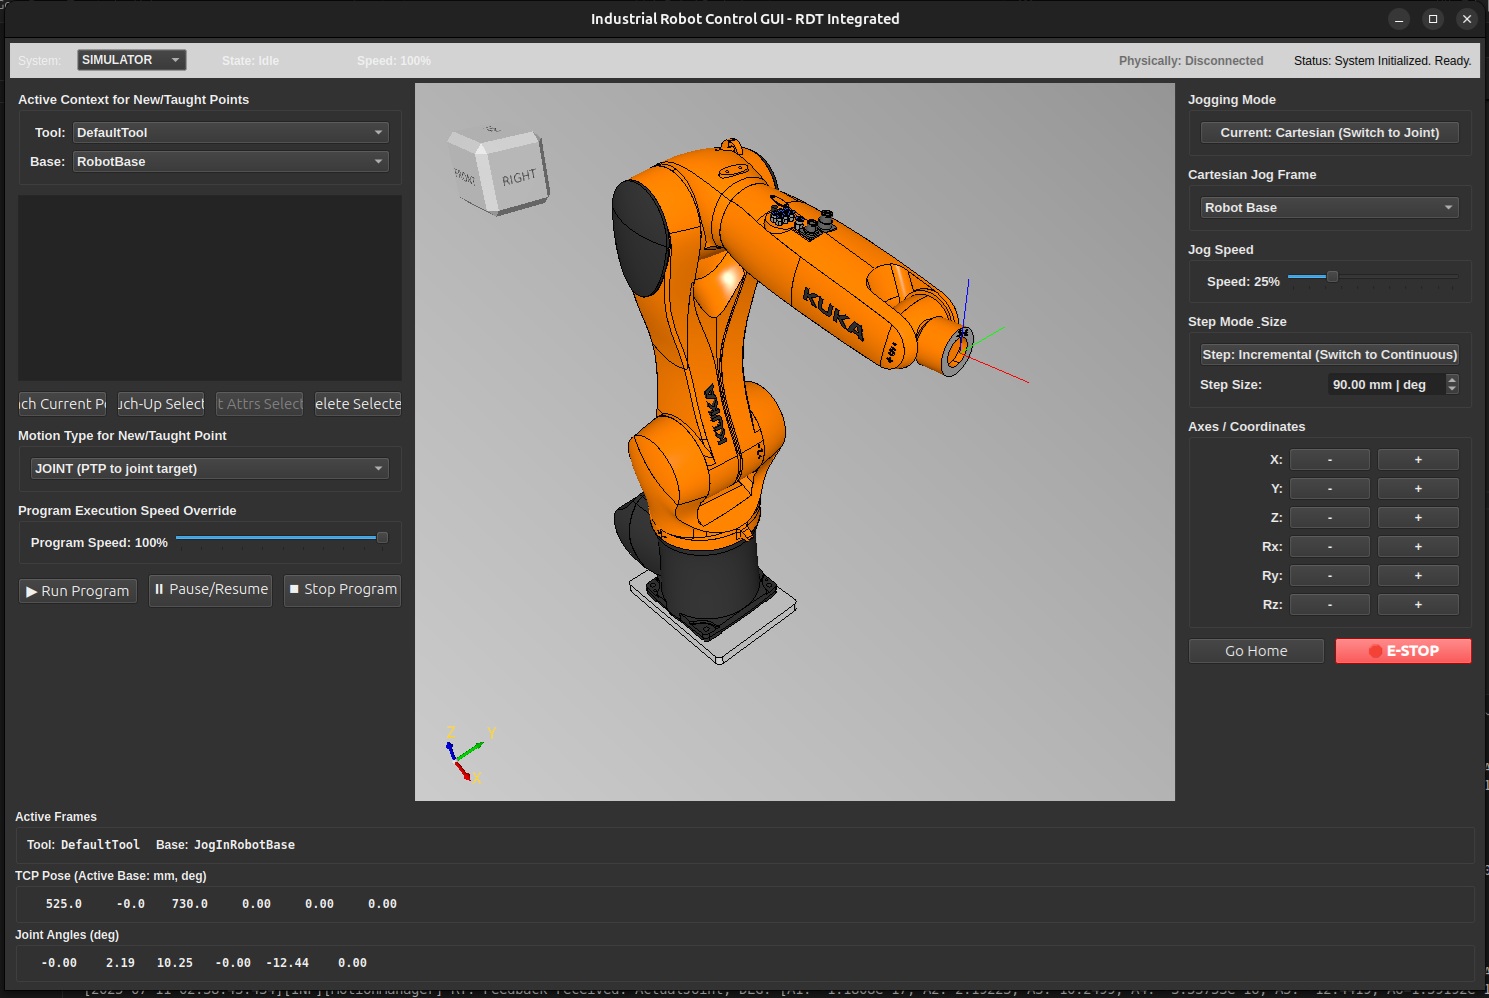 Industrial Robot Control GUI - RDT Integrated
System: SIMULATOR State: Idle Speed: 100% Physically: Disconnected Status: System Initialized. Ready.
Active Context for New/Taught Points
Tool: DefaultTool
Base: RobotBase
ch Current Po uch-Up Select t Attrs Select elete Selecte
Motion Type for New/Taught Point
JOINT (PTP to joint target)
Program Execution Speed Override
Program Speed: 100%
▶ Run Program ⏸ Pause/Resume ■ Stop Program
FRONT RIGHT
KUKA
KUKA
Z Y
X
Jogging Mode
Current: Cartesian (Switch to Joint)
Cartesian Jog Frame
Robot Base
Jog Speed
Speed: 25%
Step Mode _Size
Step: Incremental (Switch to Continuous)
Step Size: 90.00 mm | deg
Axes / Coordinates
X: - +
Y: - +
Z: - +
Rx: - +
Ry: - +
Rz: - +
Go Home E-STOP
Active Frames
Tool: DefaultTool Base: JogInRobotBase
TCP Pose (Active Base: mm, deg)
525.0 -0.0 730.0 0.00 0.00 0.00
Joint Angles (deg)
-0.00 2.19 10.25 -0.00 -12.44 0.00